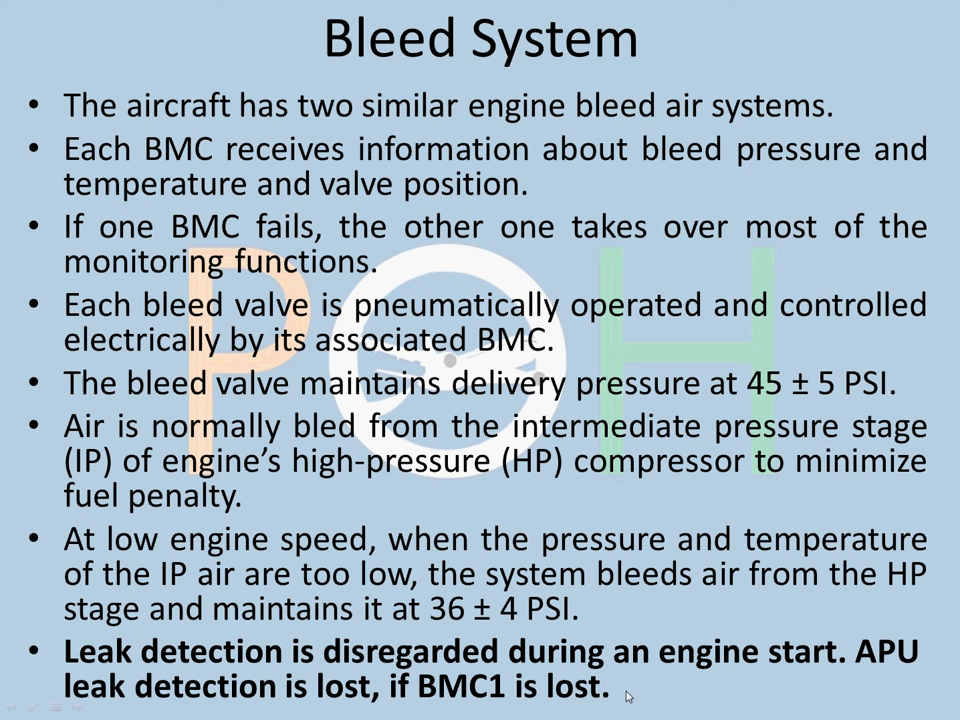 Bleed System
• The aircraft has two similar engine bleed air systems.
• Each BMC receives information about bleed pressure and
temperature and valve position.
• If one BMC fails, the other one takes over most of the
monitoring functions.
• Each bleed valve is pneumatically operated and controlled
electrically by its associated BMC.
• The bleed valve maintains delivery pressure at 45 ± 5 PSI.
• Air is normally bled from the intermediate pressure stage
(IP) of engine’s high-pressure (HP) compressor to minimize
fuel penalty.
• At low engine speed, when the pressure and temperature
of the IP air are too low, the system bleeds air from the HP
stage and maintains it at 36 ± 4 PSI.
• Leak detection is disregarded during an engine start. APU
leak detection is lost, if BMC1 is lost.
POH